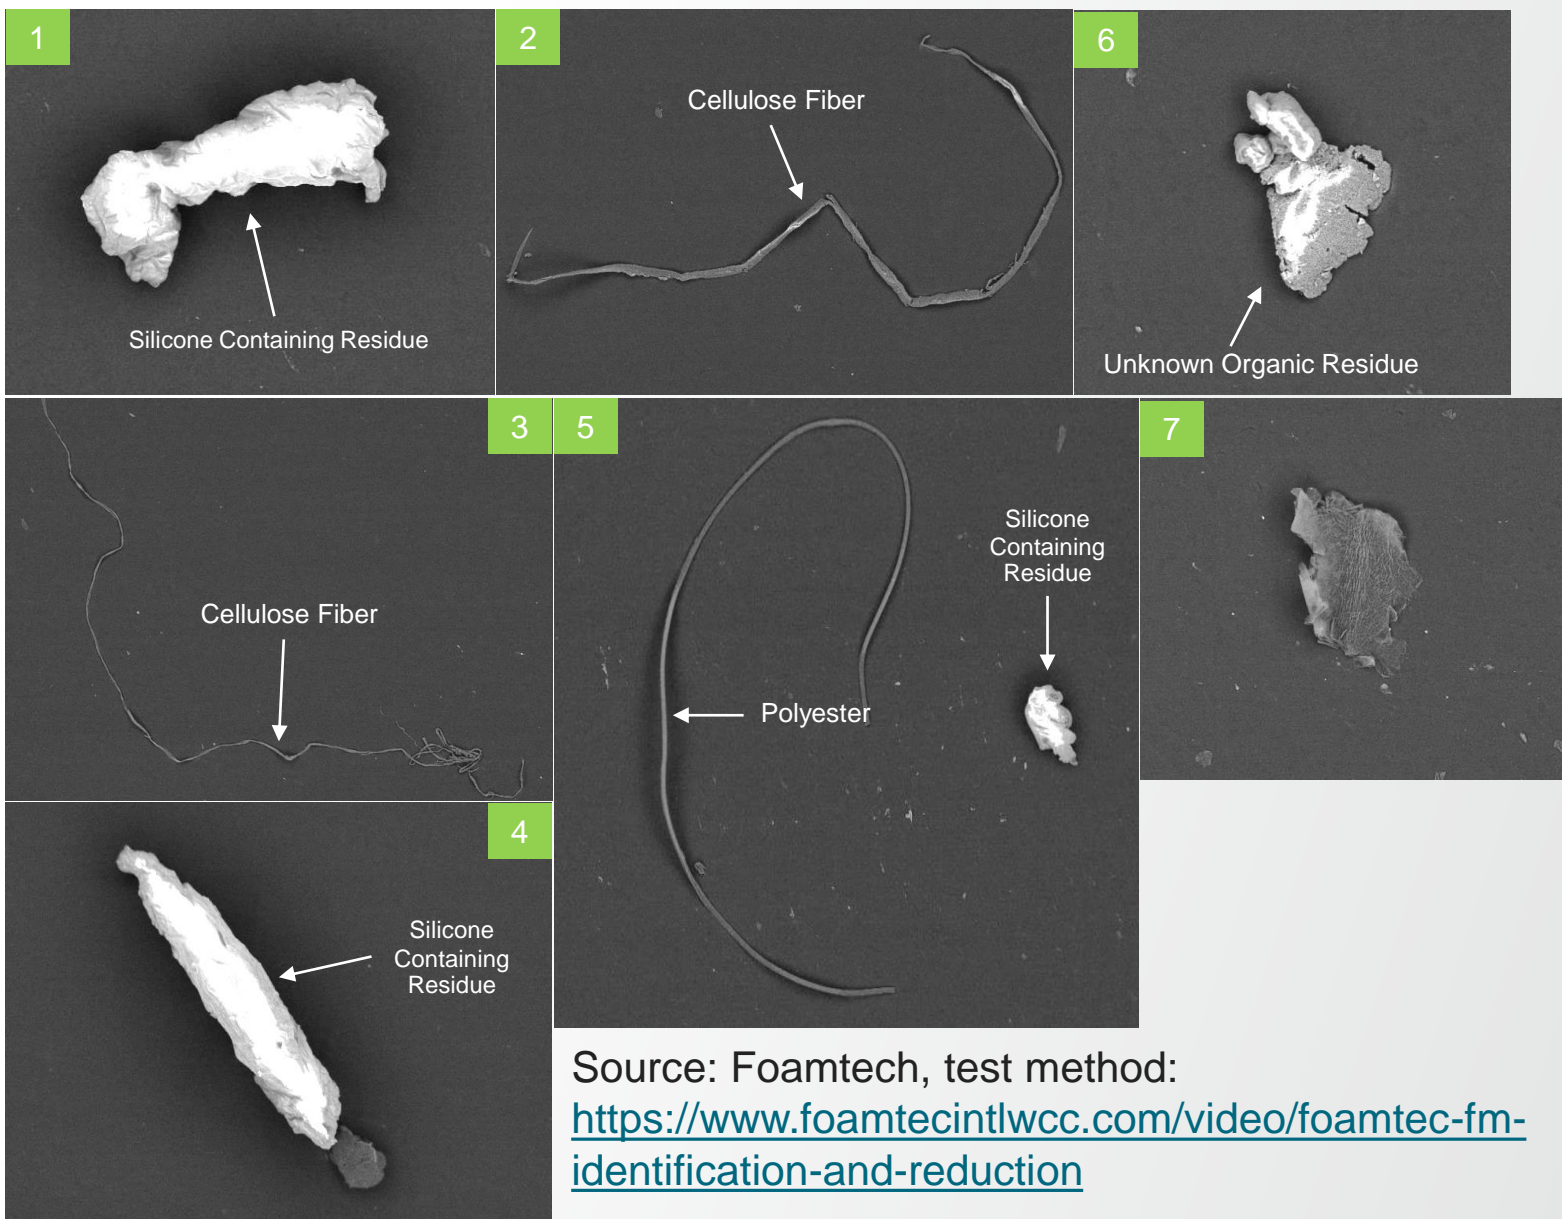 1
Silicone Containing Residue
2
Cellulose Fiber
6
Unknown Organic Residue
3
Cellulose Fiber
5
Silicone
Containing
Residue
Polyester
7
4
Silicone
Containing
Residue
Source: Foamtech, test method:
https://www.foamtecintlwcc.com/video/foamtec-fm-
identification-and-reduction